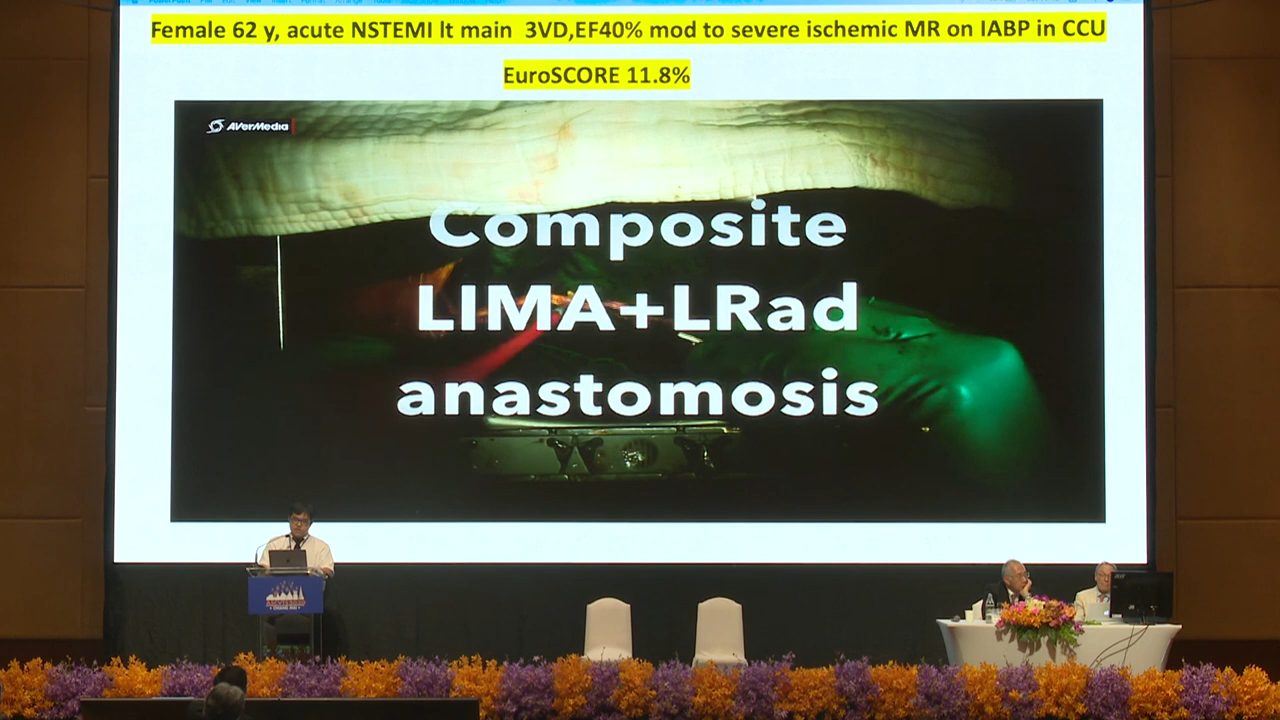 Female 62 y, acute NSTEMI lt main 3VD,EF40% mod to severe ischemic MR on IABP in CCU
EuroSCORE 11.8%
AVerMedia
Composite
LIMA+LRad
anastomosis